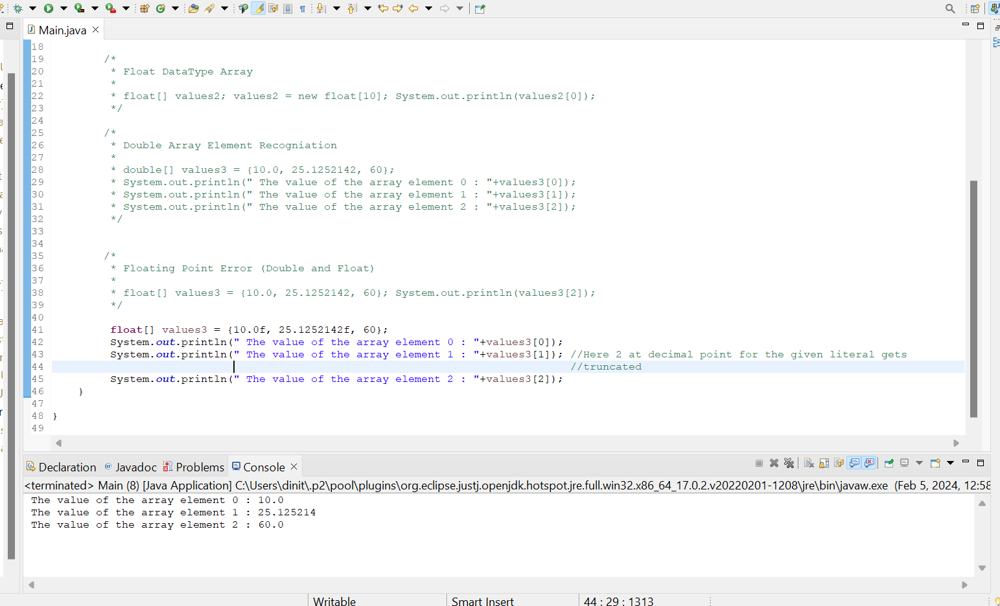 Main.java
18
19 /*
20 * Float DataType Array
21 *
22 * float[] values2; values2 = new float[10]; System.out.println(values2[0]);
23 */
24
25 /*
26 * Double Array Element Recogniation
27 *
28 * double[] values3 = {10.0, 25.1252142, 60};
29 * System.out.println(" The value of the array element 0 : "+values3[0]);
30 * System.out.println(" The value of the array element 1 : "+values3[1]);
31 * System.out.println(" The value of the array element 2 : "+values3[2]);
32 */
33
34
35 /*
36 * Floating Point Error (Double and Float)
37 *
38 * float[] values3 = {10.0, 25.1252142, 60}; System.out.println(values3[2]);
39 */
40
41 float[] values3 = {10.0f, 25.1252142f, 60};
42 System.out.println(" The value of the array element 0 : "+values3[0]);
43 System.out.println(" The value of the array element 1 : "+values3[1]); //Here 2 at decimal point for the given literal gets
44 //truncated
45 System.out.println(" The value of the array element 2 : "+values3[2]);
46 }
47
48 }
49
Declaration @ Javadoc Problems Console
<terminated> Main (8) [Java Application] C:\Users\dinit\.p2\pool\plugins\org.eclipse.justj.openjdk.hotspot.jre.full.win32.x86_64_17.0.2.v20220201-1208\jre\bin\javaw.exe (Feb 5, 2024, 12:58
The value of the array element 0 : 10.0
The value of the array element 1 : 25.125214
The value of the array element 2 : 60.0
Writable Smart Insert 44 : 29 : 1313